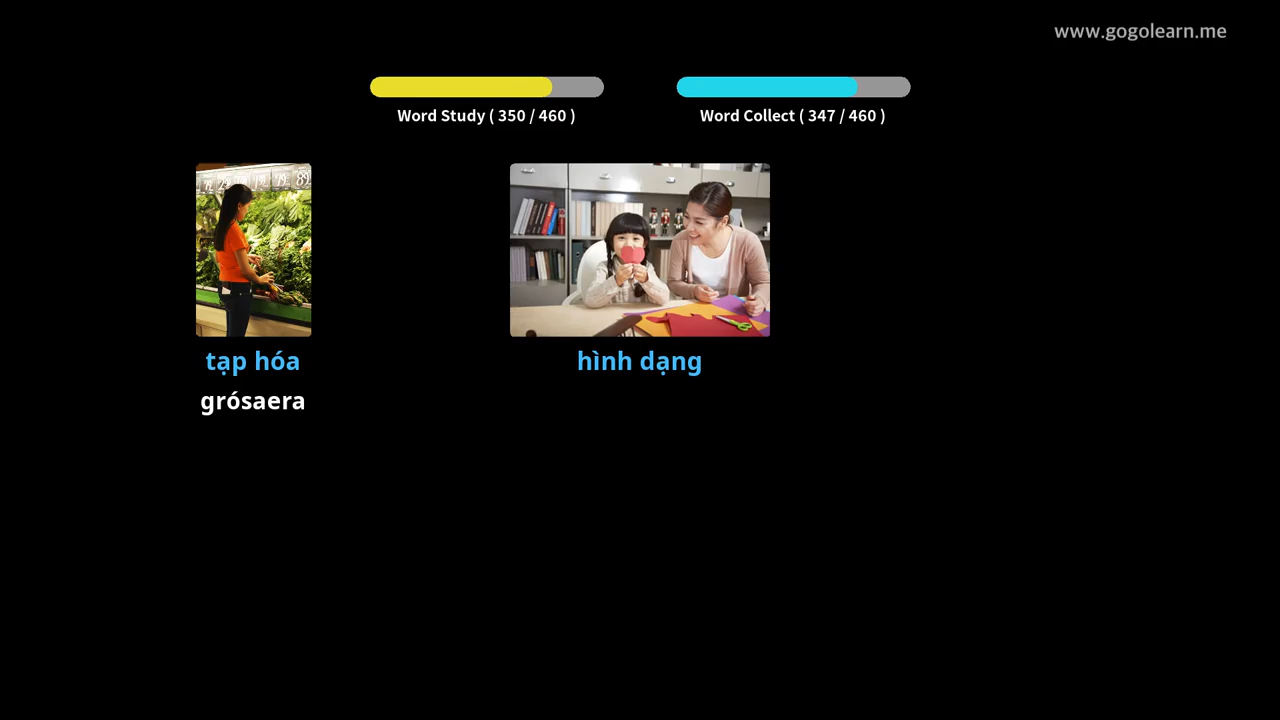 www.gogolearn.me
Word Study ( 350 / 460 )
Word Collect ( 347 / 460 )
tạp hóa
grósaera
hình dạng